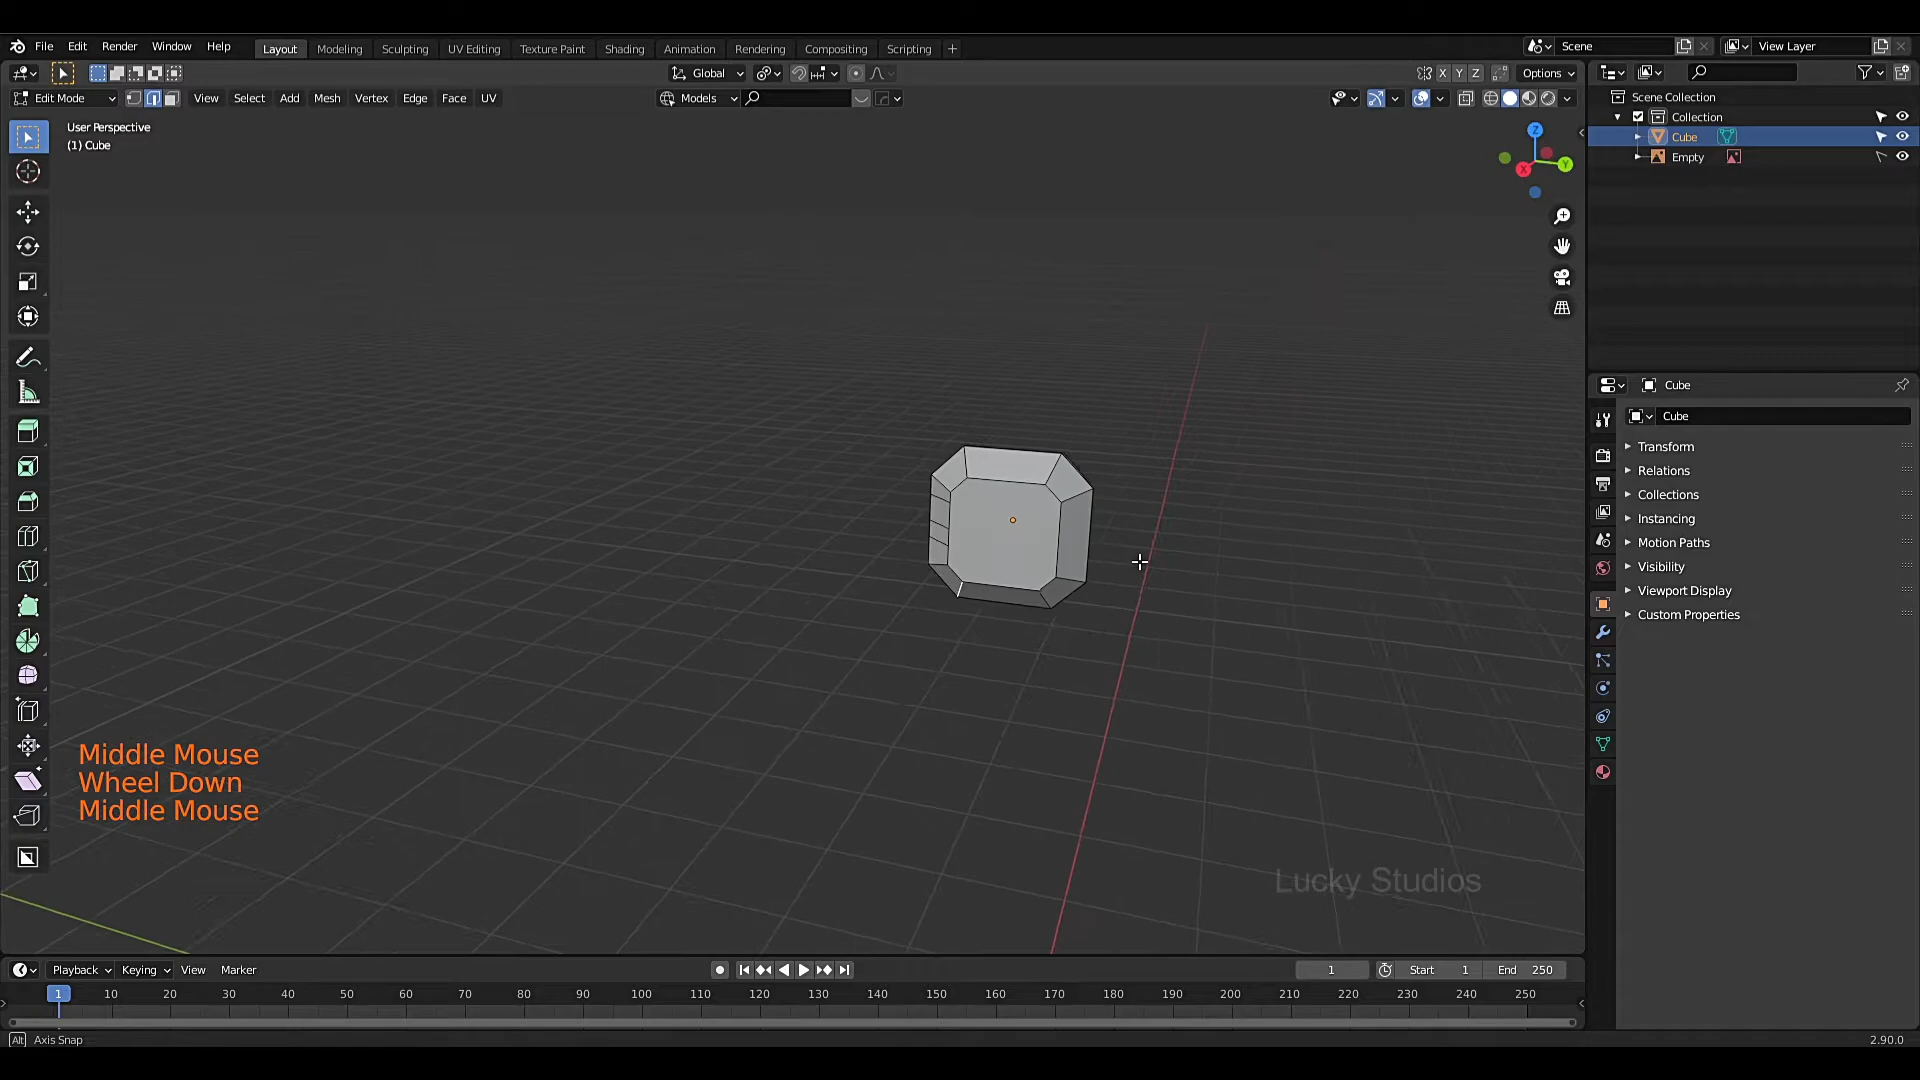 File Edit Render Window Help Layout Modeling Sculpting UV Editing Texture Paint Shading Animation Rendering Compositing Scripting + Scene View Layer
Global X Y Z Options
Edit Mode View Select Add Mesh Vertex Edge Face UV Models
User Perspective
(1) Cube
Z
Y
X
Scene Collection
Collection
Cube
Empty
Cube
Cube
Transform
Relations
Collections
Instancing
Motion Paths
Visibility
Viewport Display
Custom Properties
Middle Mouse
Wheel Down
Middle Mouse
Lucky Studios
Playback Keying View Marker 1 Start 1 End 250
1 10 20 30 40 50 60 70 80 90 100 110 120 130 140 150 160 170 180 190 200 210 220 230 240 250
Alt Axis Snap 2.90.0